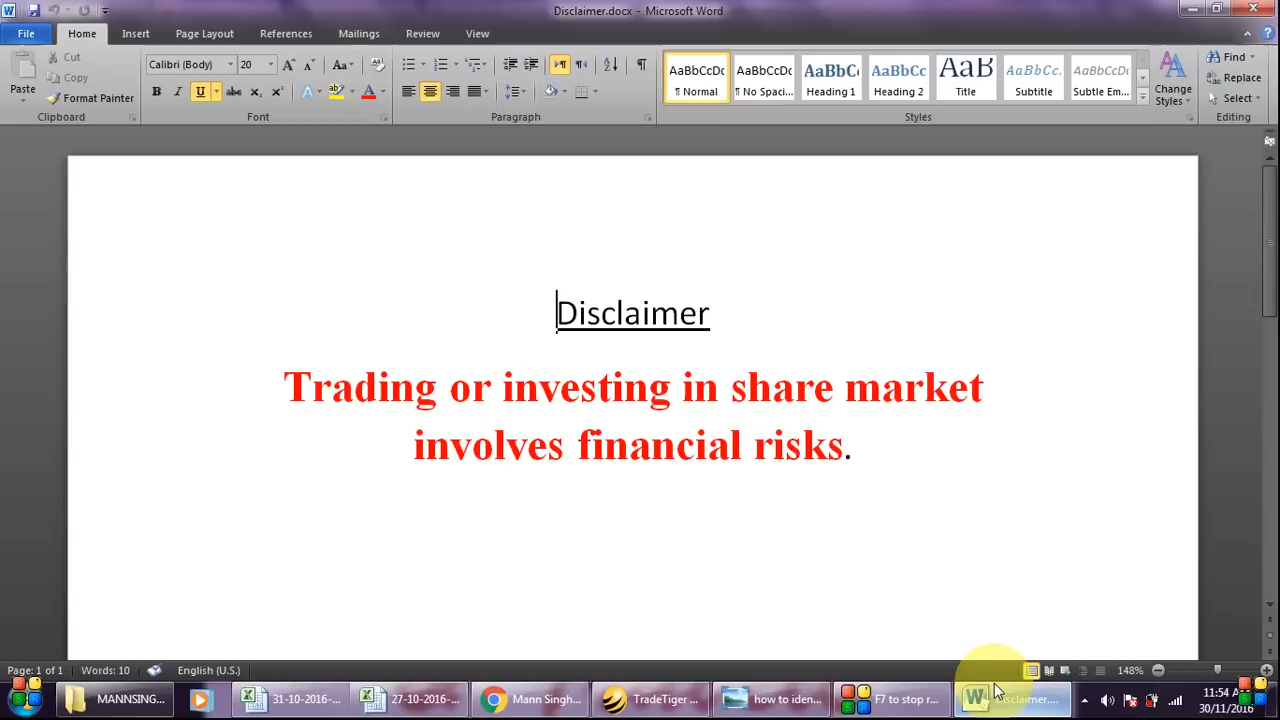 Disclaimer.docx - Microsoft Word
File Home Insert Page Layout References Mailings Review View
Cut
Copy
Format Painter
Paste
Clipboard
Calibri (Body) 20
Font
Paragraph
AaBbCcDc AaBbCcDc AaBbC AaBbCc AaB AaBbCc. AaBbCcDc
¶ Normal ¶ No Spaci... Heading 1 Heading 2 Title Subtitle Subtle Em...
Change Styles
Styles
Find
Replace
Select
Editing
Disclaimer
Trading or investing in share market
involves financial risks.
Page: 1 of 1 Words: 10 English (U.S.) 148%
MANNSING... 31-10-2016-... 27-10-2016-... Mann Singh... TradeTiger ... how to iden... F7 to stop r... Disclaimer.... 11:54 AM
30/11/2016